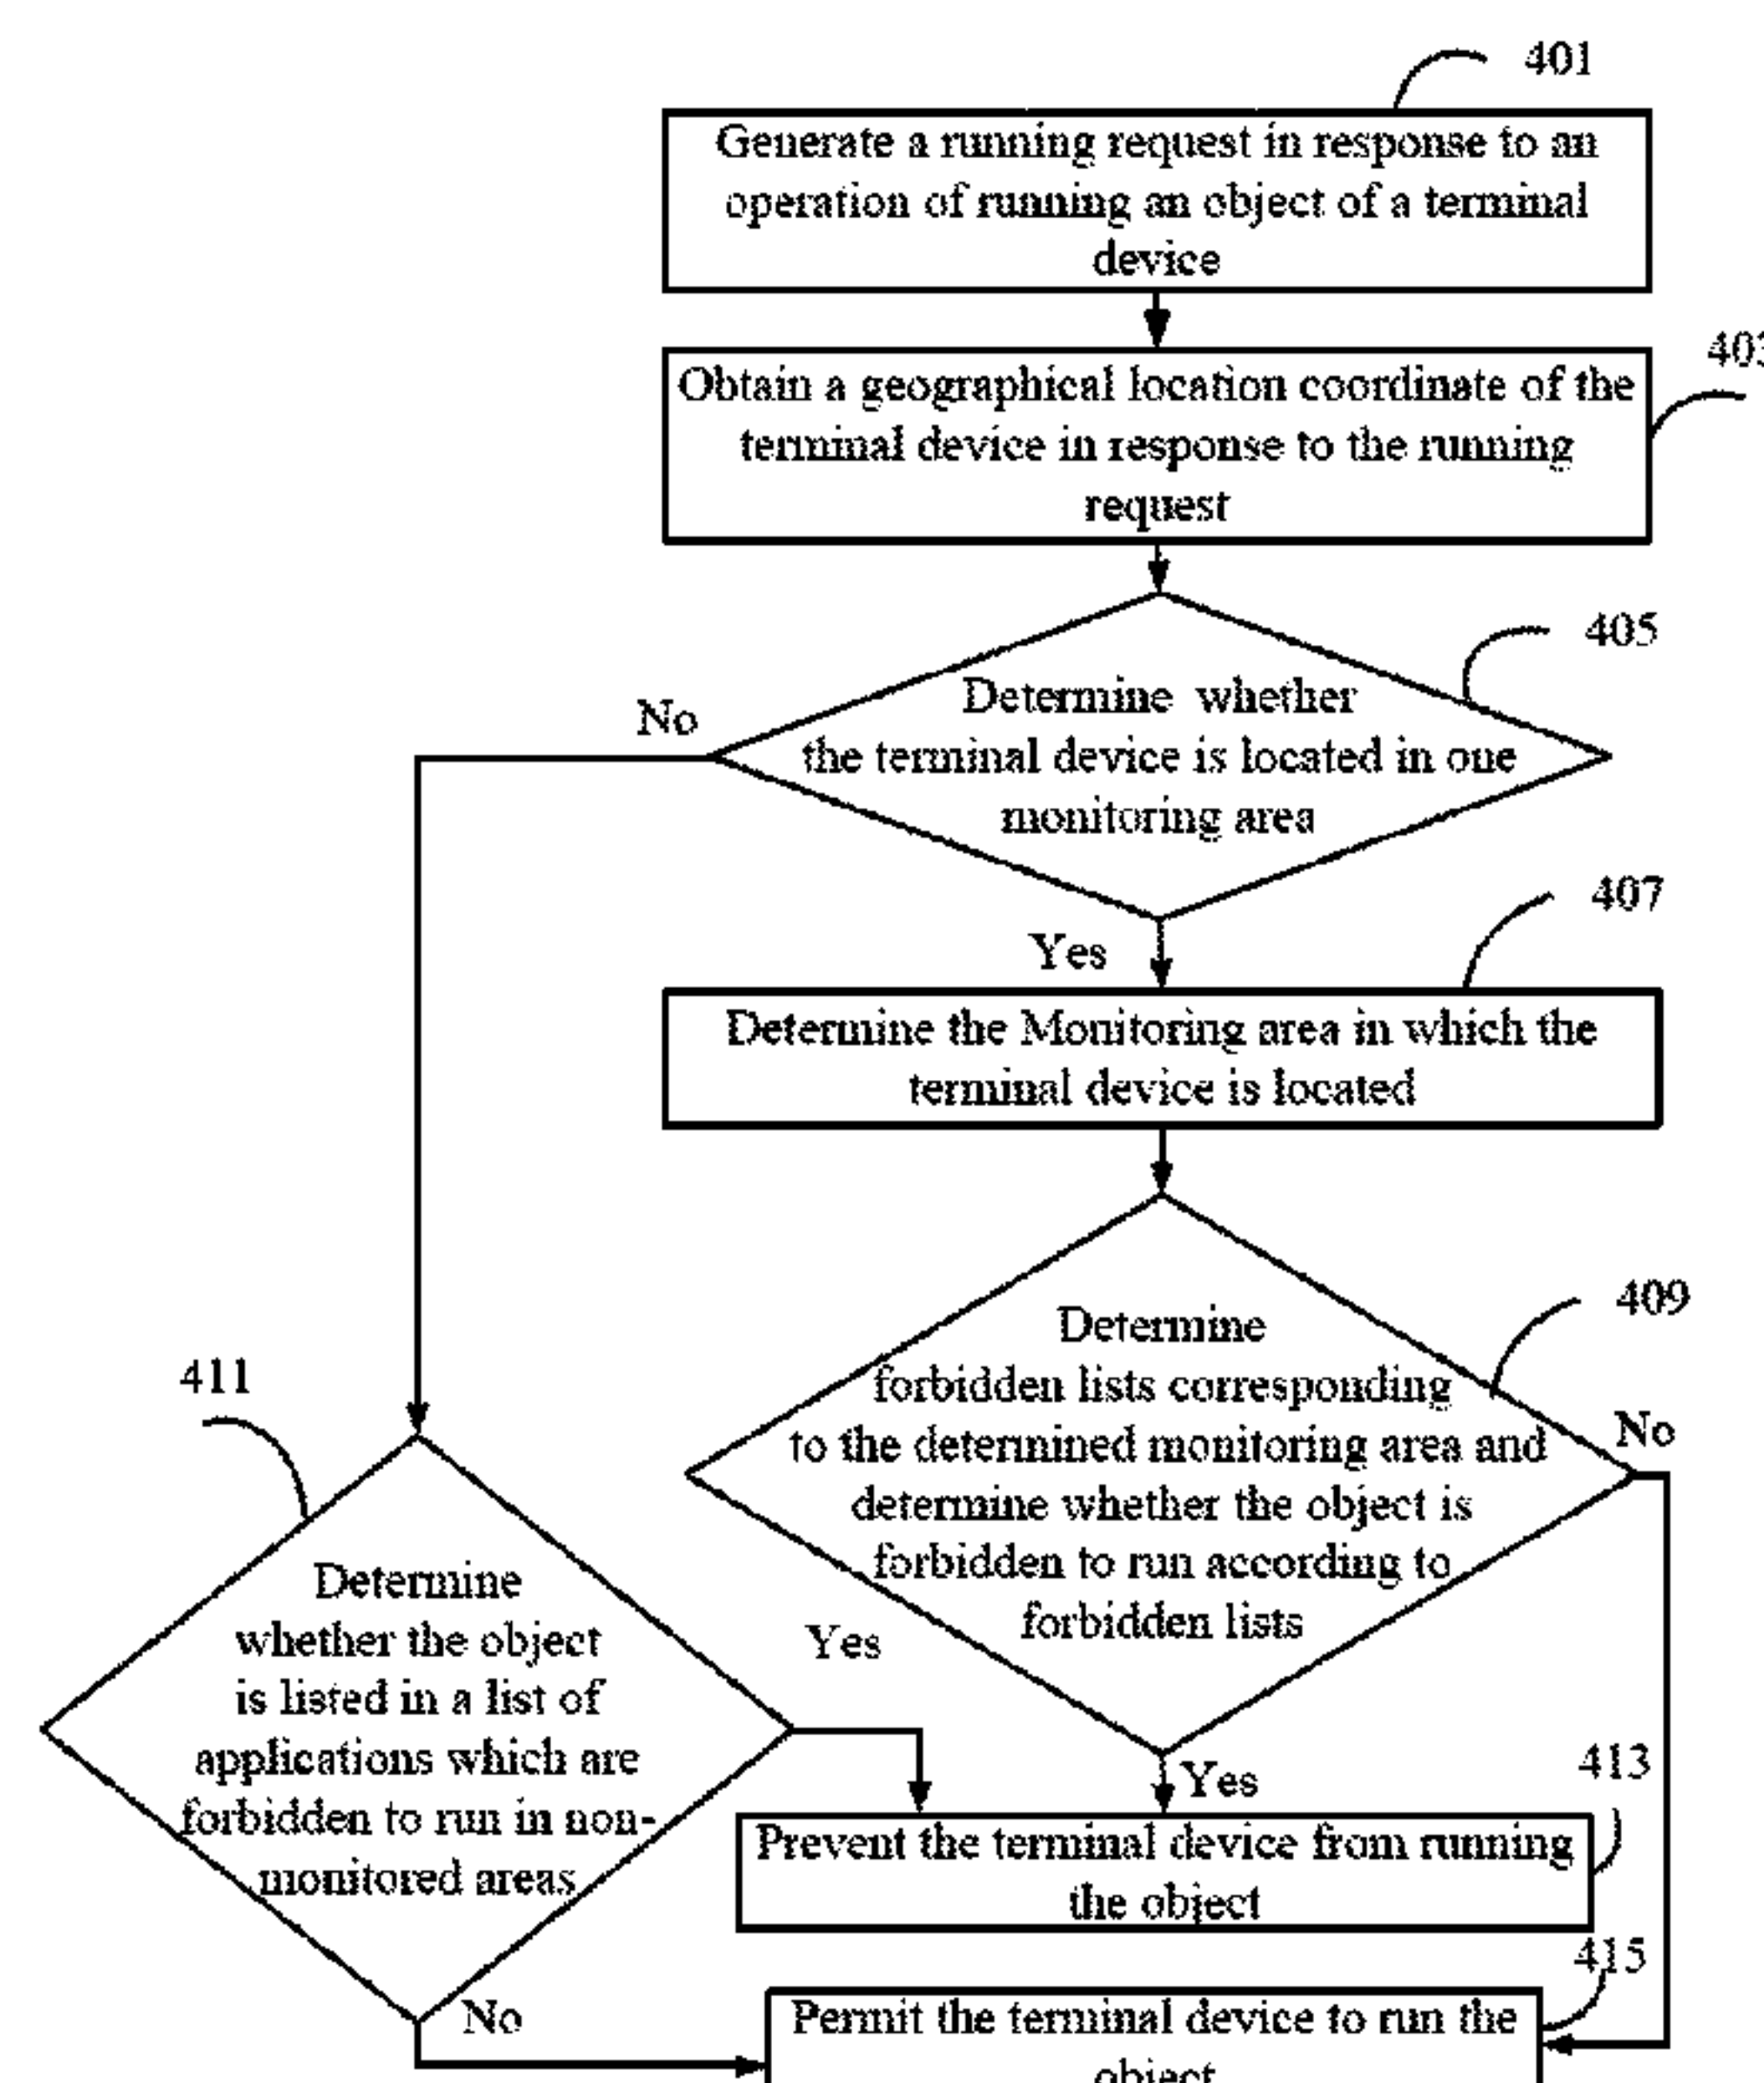 401
Generate a running request in response to an
operation of running an object of a terminal
device
403
Obtain a geographical location coordinate of the
terminal device in response to the running
request
405
Determine whether
the terminal device is located in one
monitoring area
No
Yes
407
Determine the Monitoring area in which the
terminal device is located
409
Determine
forbidden lists corresponding
to the determined monitoring area and
determine whether the object is
forbidden to run according to
forbidden lists
No
Yes
411
Determine
whether the object
is listed in a list of
applications which are
forbidden to run in non-
monitored areas
Yes
No
413
Prevent the terminal device from running
the object
415
Permit the terminal device to run the
object